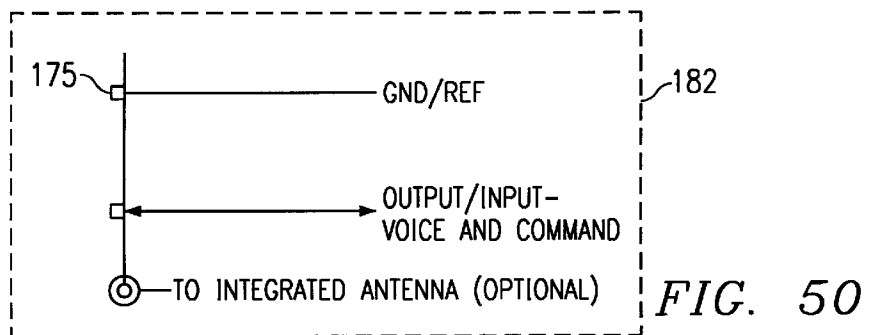 175
GND/REF
182
OUTPUT/INPUT-
VOICE AND COMMAND
TO INTEGRATED ANTENNA (OPTIONAL)
FIG. 50